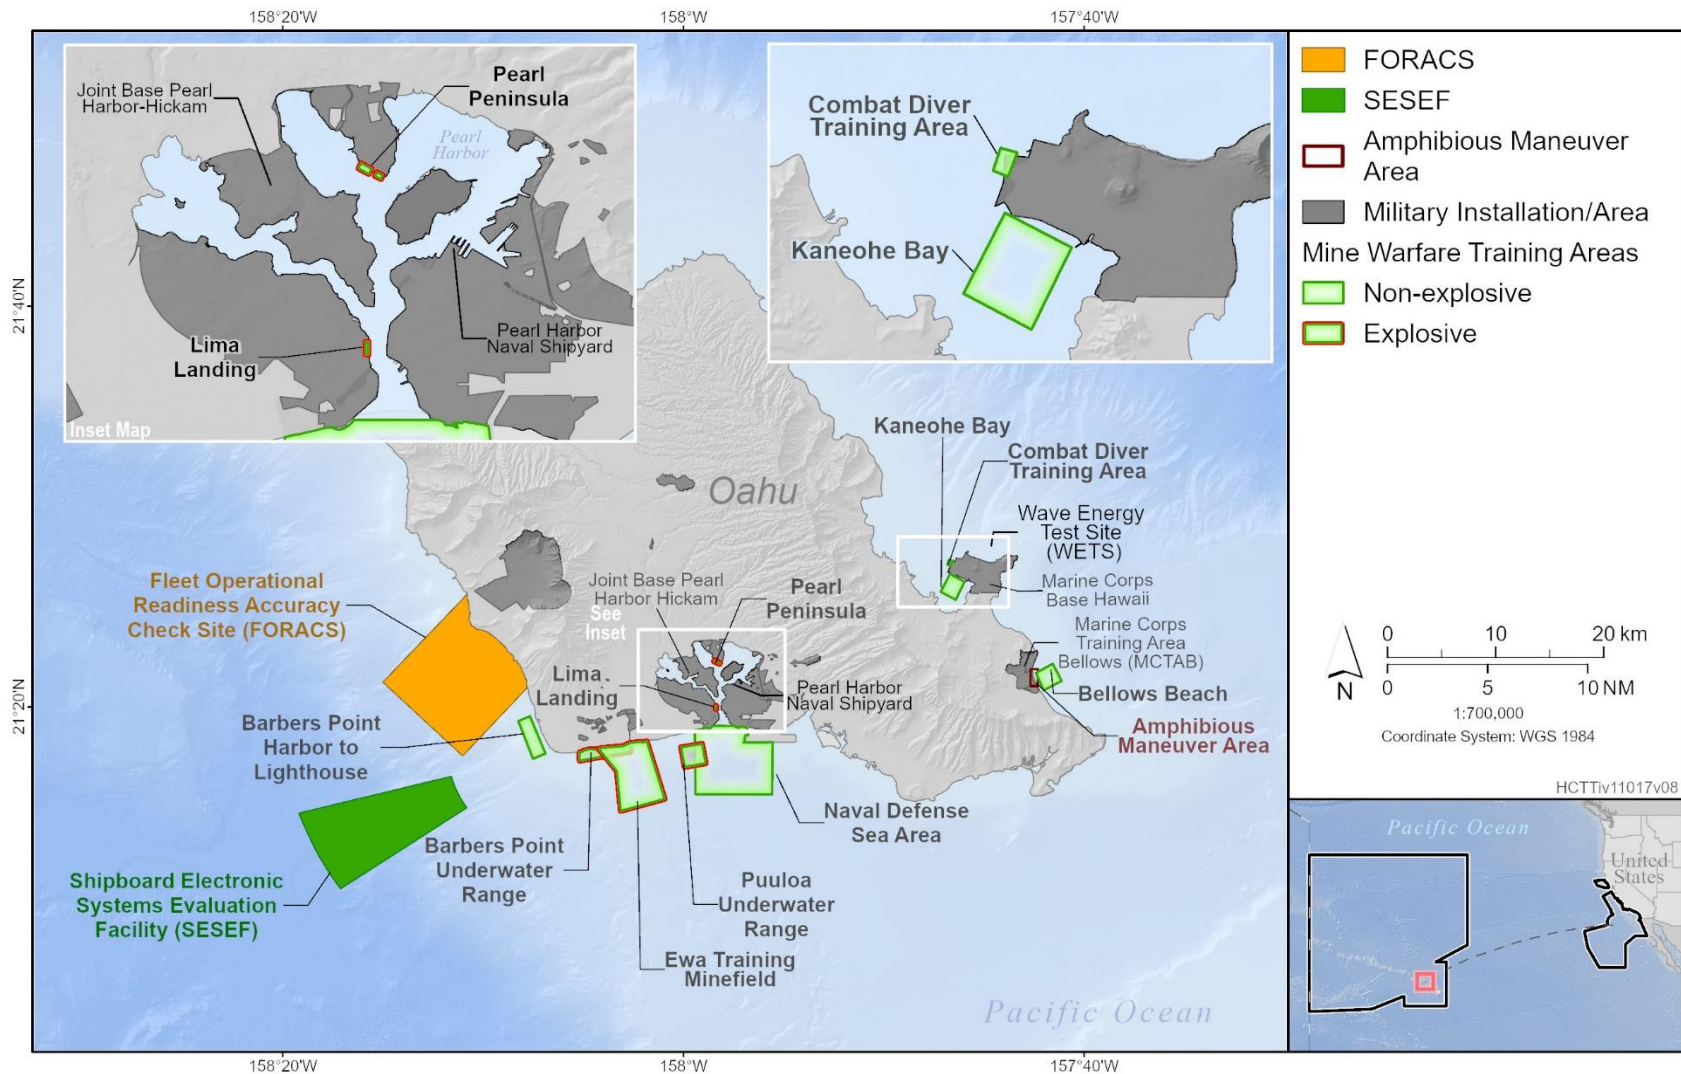 158°20'W
158°W
157°40'W
21°40'N
21°20'N
Joint Base Pearl
Harbor-Hickam
Pearl
Peninsula
Pearl
Harbor
Lima
Landing
Pearl Harbor
Naval Shipyard
Inset Map
Combat Diver
Training Area
Kaneohe Bay
Kaneohe Bay
Combat Diver
Training Area
Oahu
Wave Energy
Test Site
(WETS)
Marine Corps
Base Hawaii
Marine Corps
Training Area
Bellows (MCTAB)
Bellows Beach
Amphibious
Maneuver Area
Fleet Operational
Readiness Accuracy
Check Site (FORACS)
Joint Base Pearl
Harbor Hickam
See
Inset
Pearl
Peninsula
Lima
Landing
Pearl Harbor
Naval Shipyard
Barbers Point
Harbor to
Lighthouse
Naval Defense
Sea Area
Barbers Point
Underwater
Range
Puuloa
Underwater
Range
Shipboard Electronic
Systems Evaluation
Facility (SESEF)
Ewa Training
Minefield
Pacific Ocean
158°20'W
158°W
157°40'W
FORACS
SESEF
Amphibious Maneuver
Area
Military Installation/Area
Mine Warfare Training Areas
Non-explosive
Explosive
N
0 10 20 km
0 5 10 NM
1:700,000
Coordinate System: WGS 1984
HCTTiv11017v08
Pacific Ocean
United
States